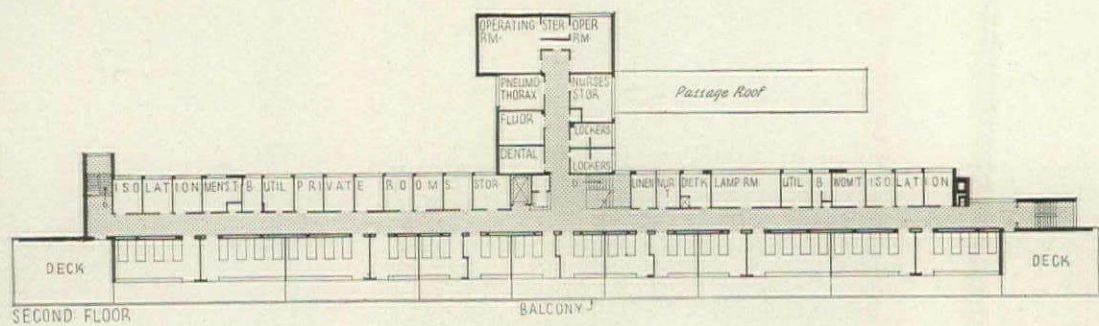 OPERATING RM.
STER
OPER RM
PNEUMO THORAX
NURSES STOR
Passage Roof
FLUOR
LOCKERS
DENTAL
LOCKERS
ISOLATION
MENS T.
B
UTIL
PRIVATE ROOMS
STOR
D
LINEN
NUR. T
DIET K
LAMP RM.
UTIL
B
WOM T
ISOLATION
DECK
DECK
SECOND FLOOR
BALCONY